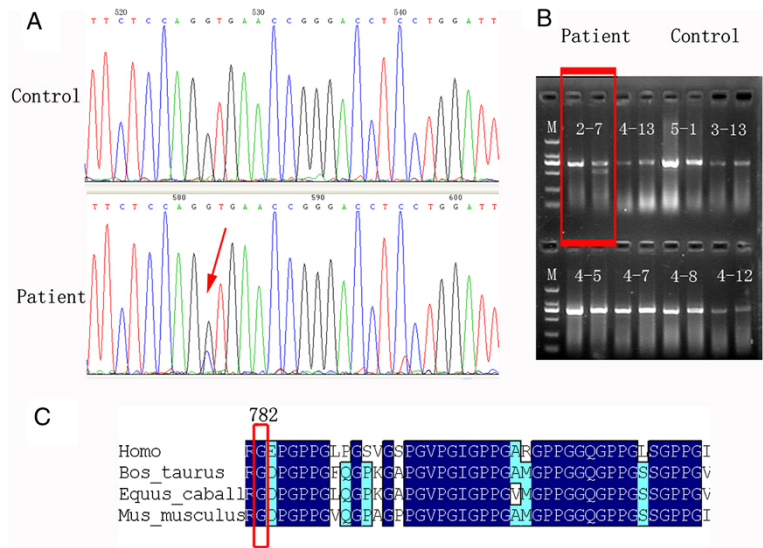 A
520 530 540
T T C T C C A G G T G A A C C G G G A C C T C C T G G A T T
Control
580 590 600
T T C T C C A G G T G A A C C G G G A C C T C C T G G A T T
Patient
B
Patient Control
M 2-7 4-13 5-1 3-13
M 4-5 4-7 4-8 4-12
C
782
Homo RGEPGPPGLPGSVGSPGVPGIGPPGARGPPGGQGPPGLSGPPGI
Bos_taurus RGDPGPPGFQGPKGAPGVPGIGPPGAMGPPGGQGPPGSSGPPGV
Equus_caball RGDPGPPGLQGPKGAPGVPGIGPPGVMGPPGGQGPPGSSGPPGV
Mus_musculus RGDPGPPGVQGPAGPPGVPGIGPPGAMGPPGGQGPPGSSGPPGI